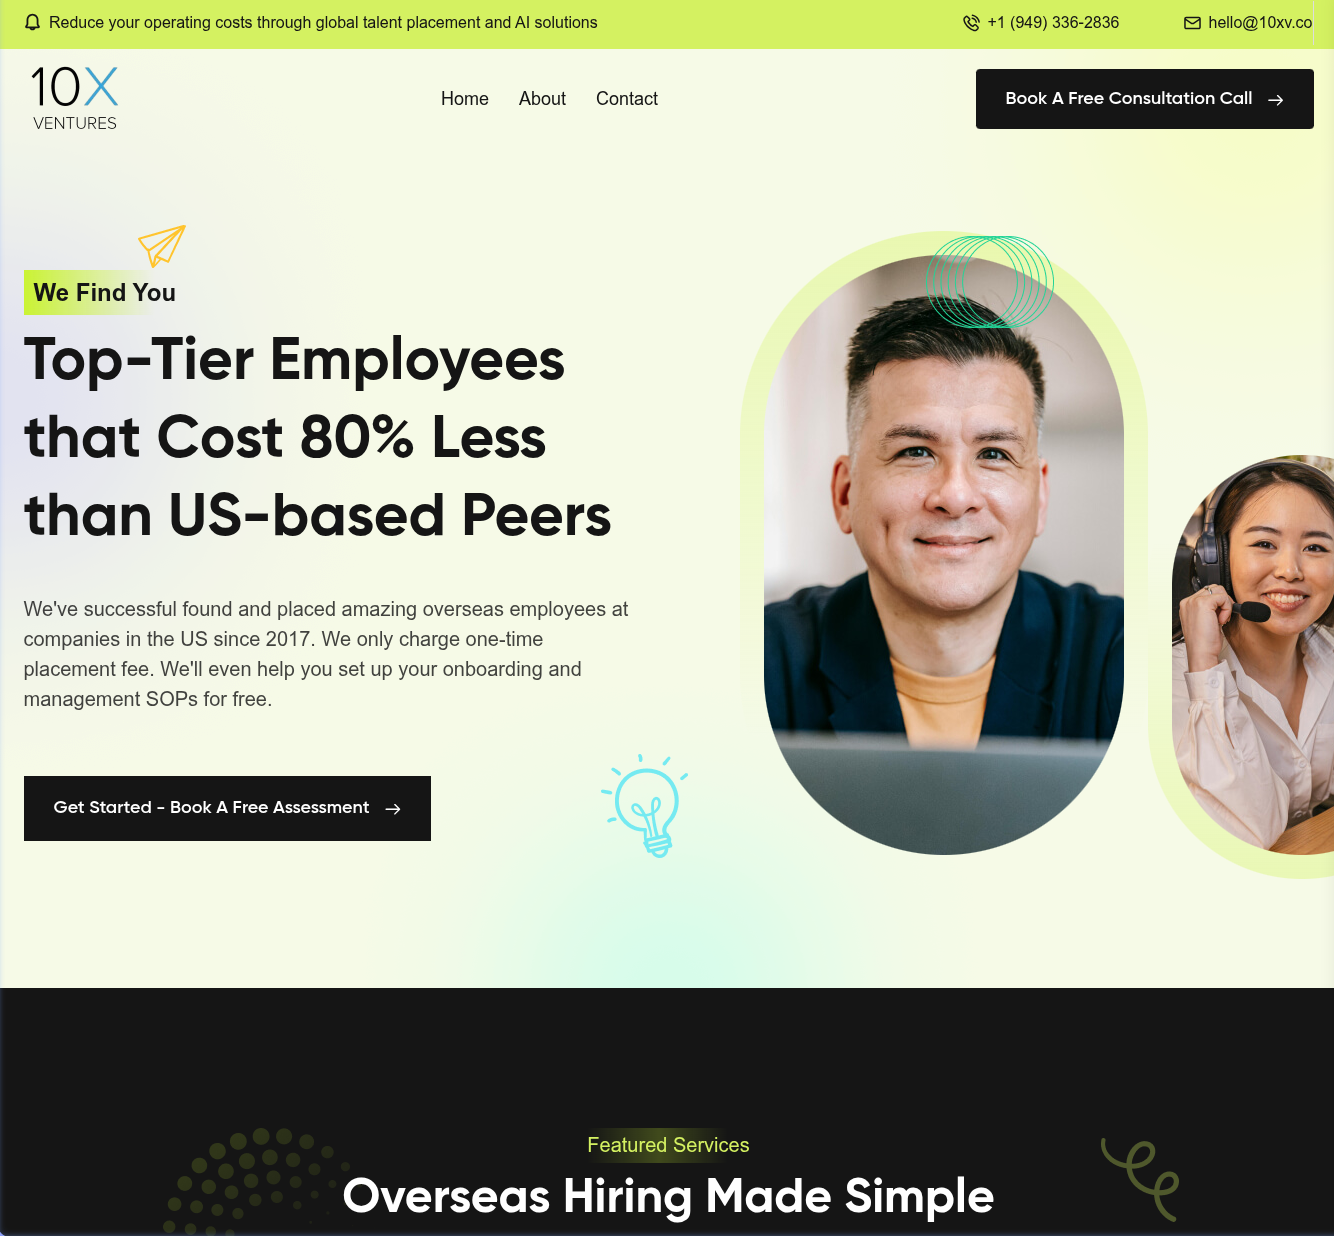 Reduce your operating costs through global talent placement and AI solutions
+1 (949) 336-2836
hello@10xv.co
10X
VENTURES
Home
About
Contact
Book A Free Consultation Call
We Find You
Top-Tier Employees
that Cost 80% Less
than US-based Peers
We've successful found and placed amazing overseas employees at
companies in the US since 2017. We only charge one-time
placement fee. We'll even help you set up your onboarding and
management SOPs for free.
Get Started - Book A Free Assessment
Featured Services
Overseas Hiring Made Simple